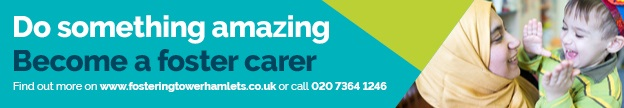 Do something amazing
Become a foster carer
Find out more on www.fosteringtowerhamlets.co.uk or call 020 7364 1246